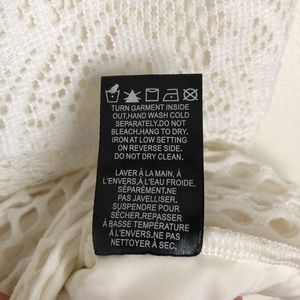 TURN GARMENT INSIDE
OUT,HAND WASH COLD
SEPARATELY.DO NOT
BLEACH.HANG TO DRY.
IRON AT LOW SETTING
ON REVERSE SIDE.
DO NOT DRY CLEAN.
LAVER À LA MAIN, À
L'ENVERS,À L'EAU FROIDE,
SÉPARÉMENT.NE
PAS JAVELLISER.
SUSPENDRE POUR
SÉCHER.REPASSER
À BASSE TEMPÉRATURE
À L'ENVERS.NE PAS
NETTOYER À SEC.